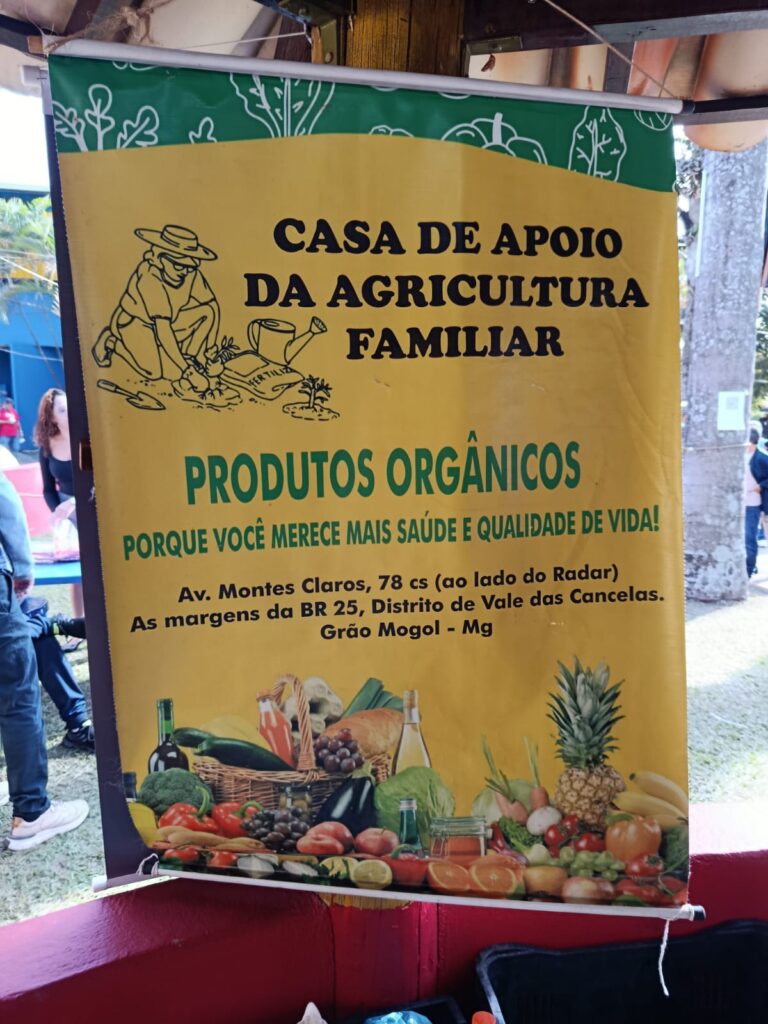 CASA DE APOIO
DA AGRICULTURA
FAMILIAR
FERTILIZ
PRODUTOS ORGÂNICOS
PORQUE VOCÊ MERECE MAIS SAÚDE E QUALIDADE DE VIDA!
Av. Montes Claros, 78 cs (ao lado do Radar)
As margens da BR 25, Distrito de Vale das Cancelas.
Grão Mogol - Mg